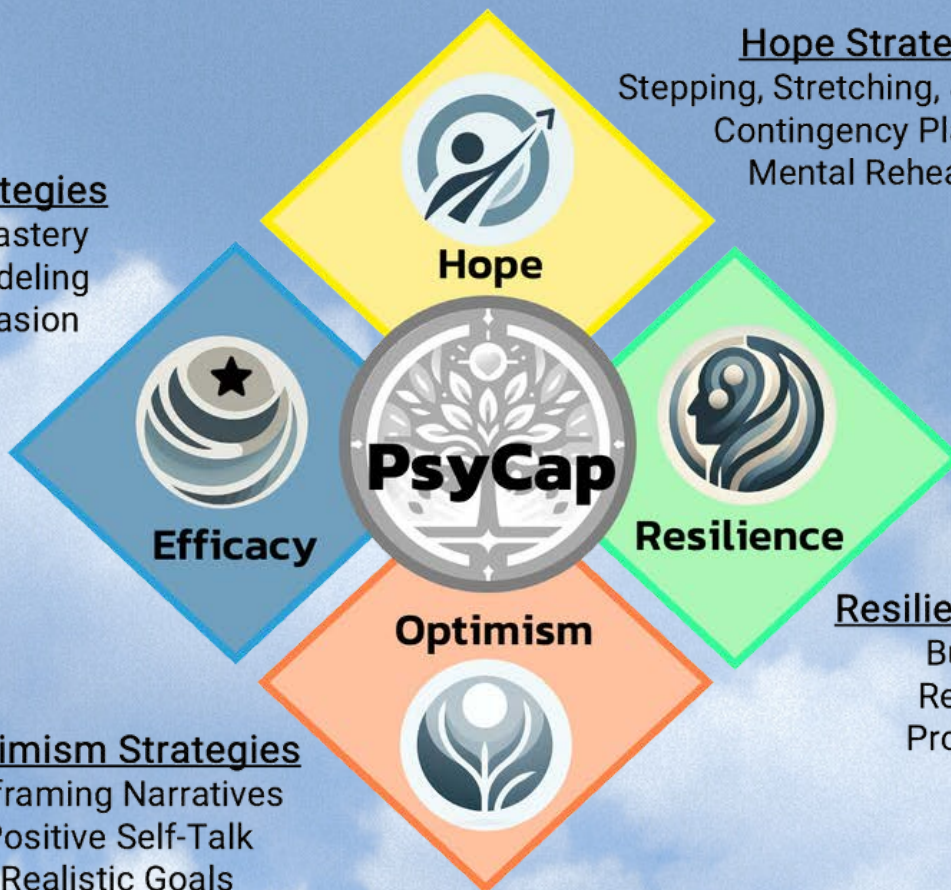 Hope Strate
Stepping, Stretching,
Contingency Pl
Mental Rehea
tegies
astery
deling
asion
Hope
Efficacy
PsyCap
Resilience
Optimism
Resilie
Bu
Re
Pro
imism Strategies
framing Narratives
Positive Self-Talk
Realistic Goals